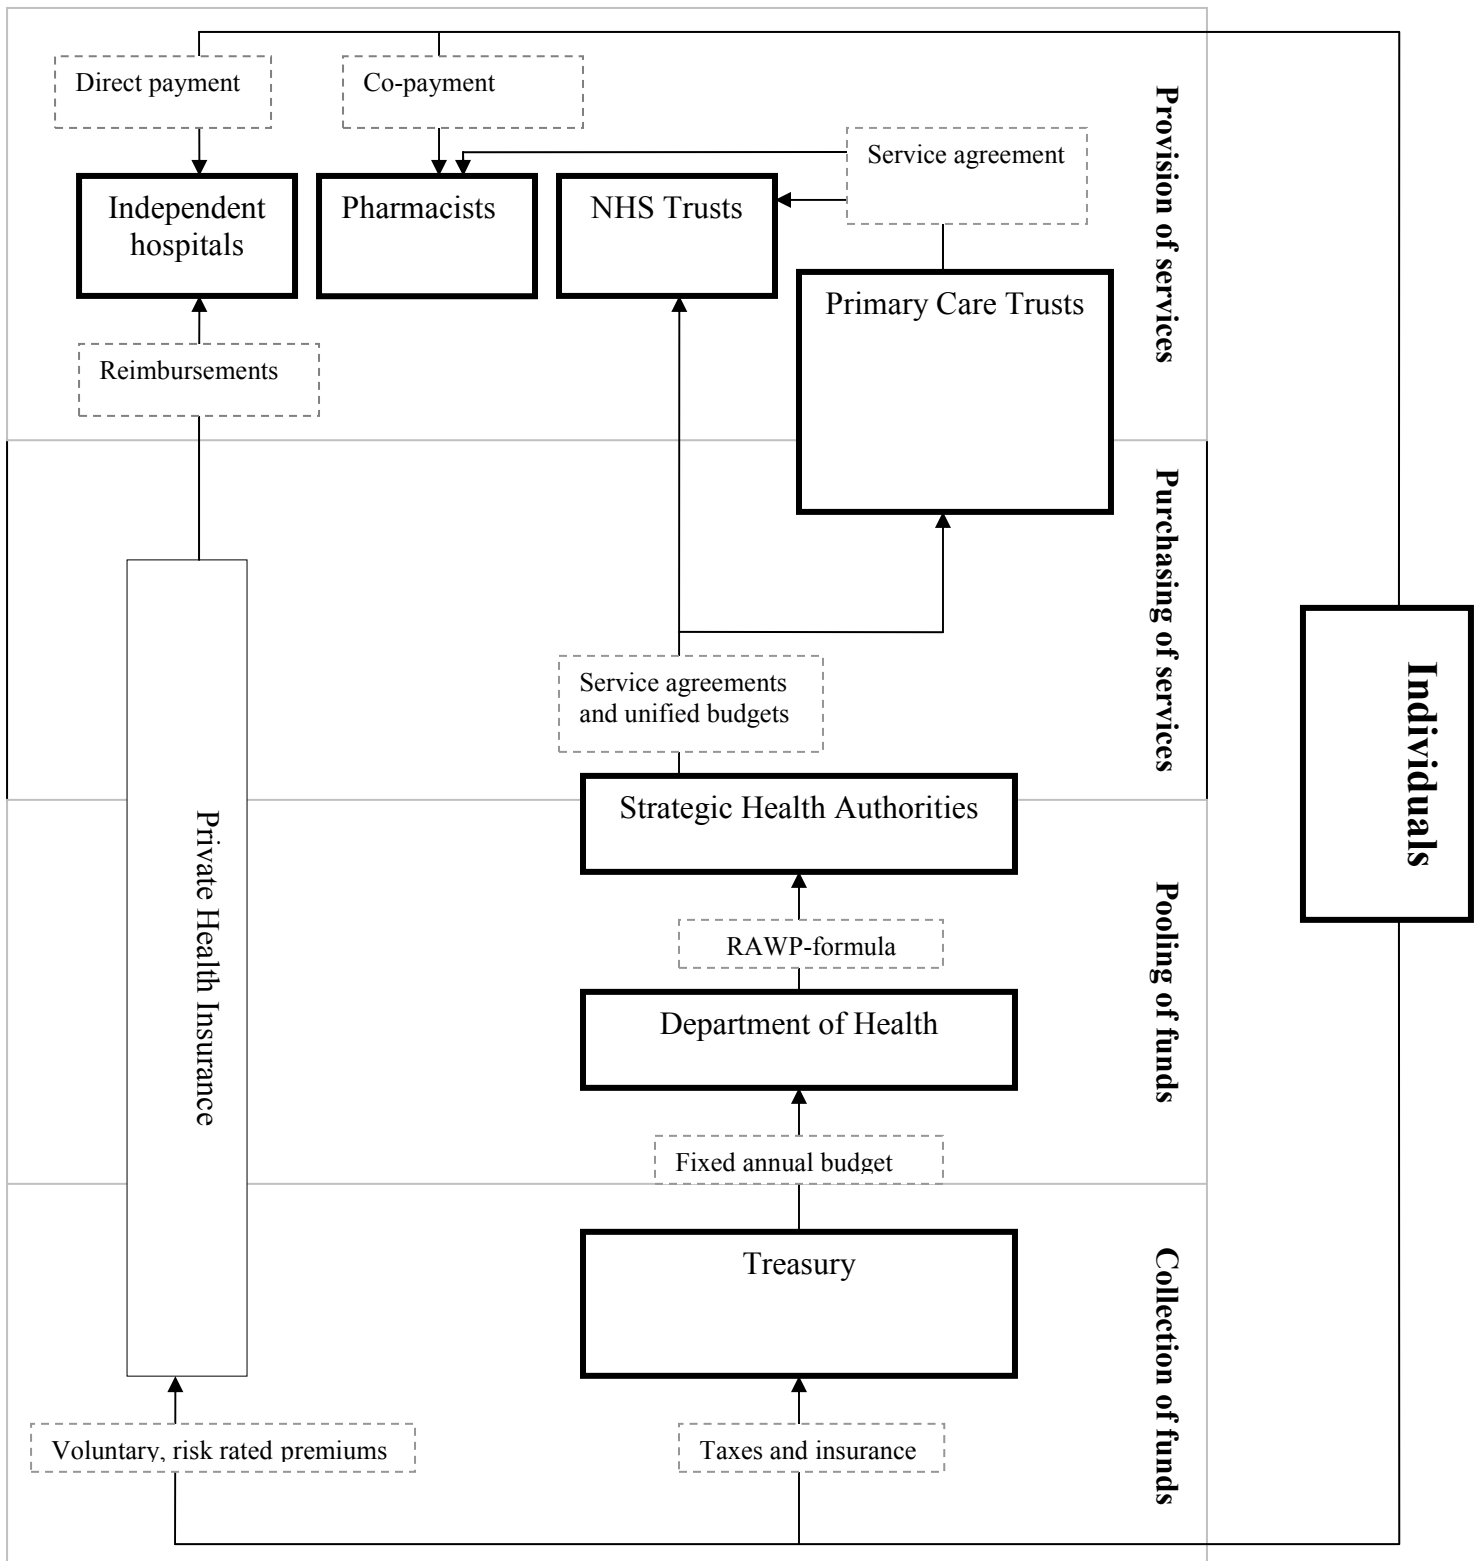 Direct payment
Co-payment
Service agreement
Independent
hospitals
Pharmacists
NHS Trusts
Primary Care Trusts
Reimbursements
Provision of services
Purchasing of services
Service agreements
and unified budgets
Individuals
Strategic Health Authorities
Private Health Insurance
RAWP-formula
Department of Health
Pooling of funds
Fixed annual budget
Treasury
Collection of funds
Voluntary, risk rated premiums
Taxes and insurance